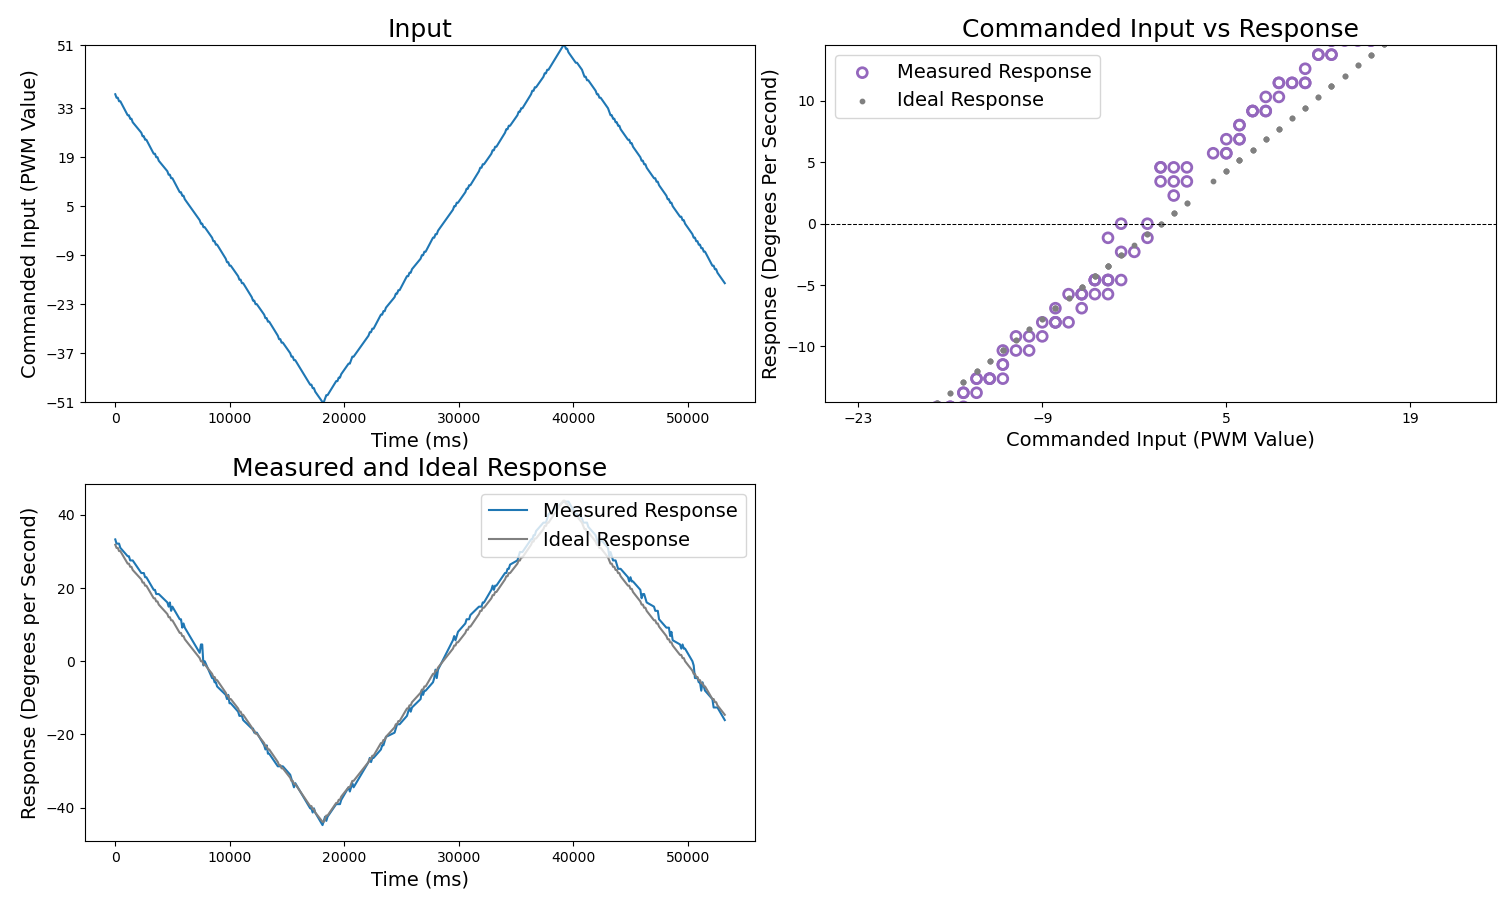 Input
Commanded Input (PWM Value)
51
33
19
5
−9
−23
−37
−51
0
10000
20000
30000
40000
50000
Time (ms)
Commanded Input vs Response
Response (Degrees Per Second)
Measured Response
Ideal Response
10
5
0
−5
−10
−23
−9
5
19
Commanded Input (PWM Value)
Measured and Ideal Response
Response (Degrees per Second)
Measured Response
Ideal Response
40
20
0
−20
−40
0
10000
20000
30000
40000
50000
Time (ms)